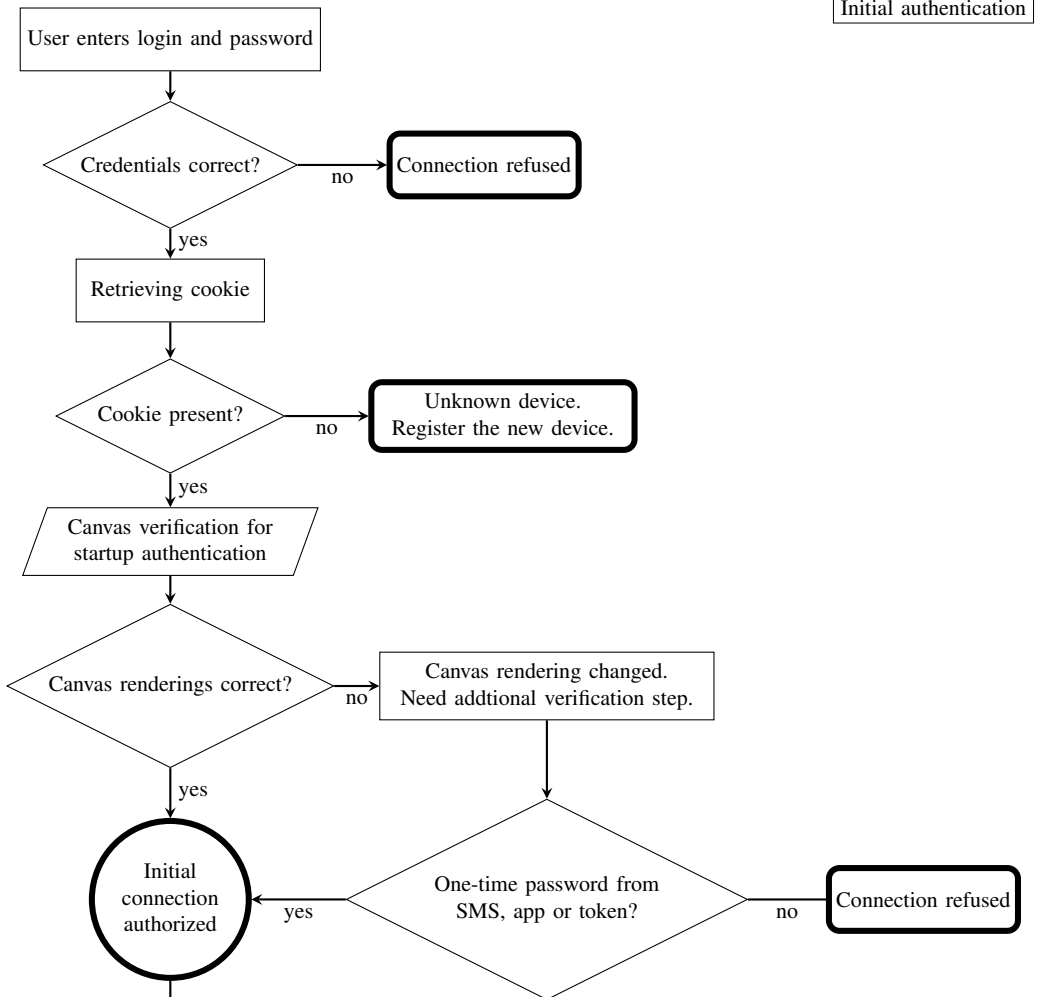 Initial authentication
User enters login and password
Credentials correct?
no
Connection refused
yes
Retrieving cookie
Cookie present?
no
Unknown device.
Register the new device.
yes
Canvas verification for
startup authentication
Canvas renderings correct?
no
Canvas rendering changed.
Need addtional verification step.
yes
Initial
connection
authorized
yes
One-time password from
SMS, app or token?
no
Connection refused